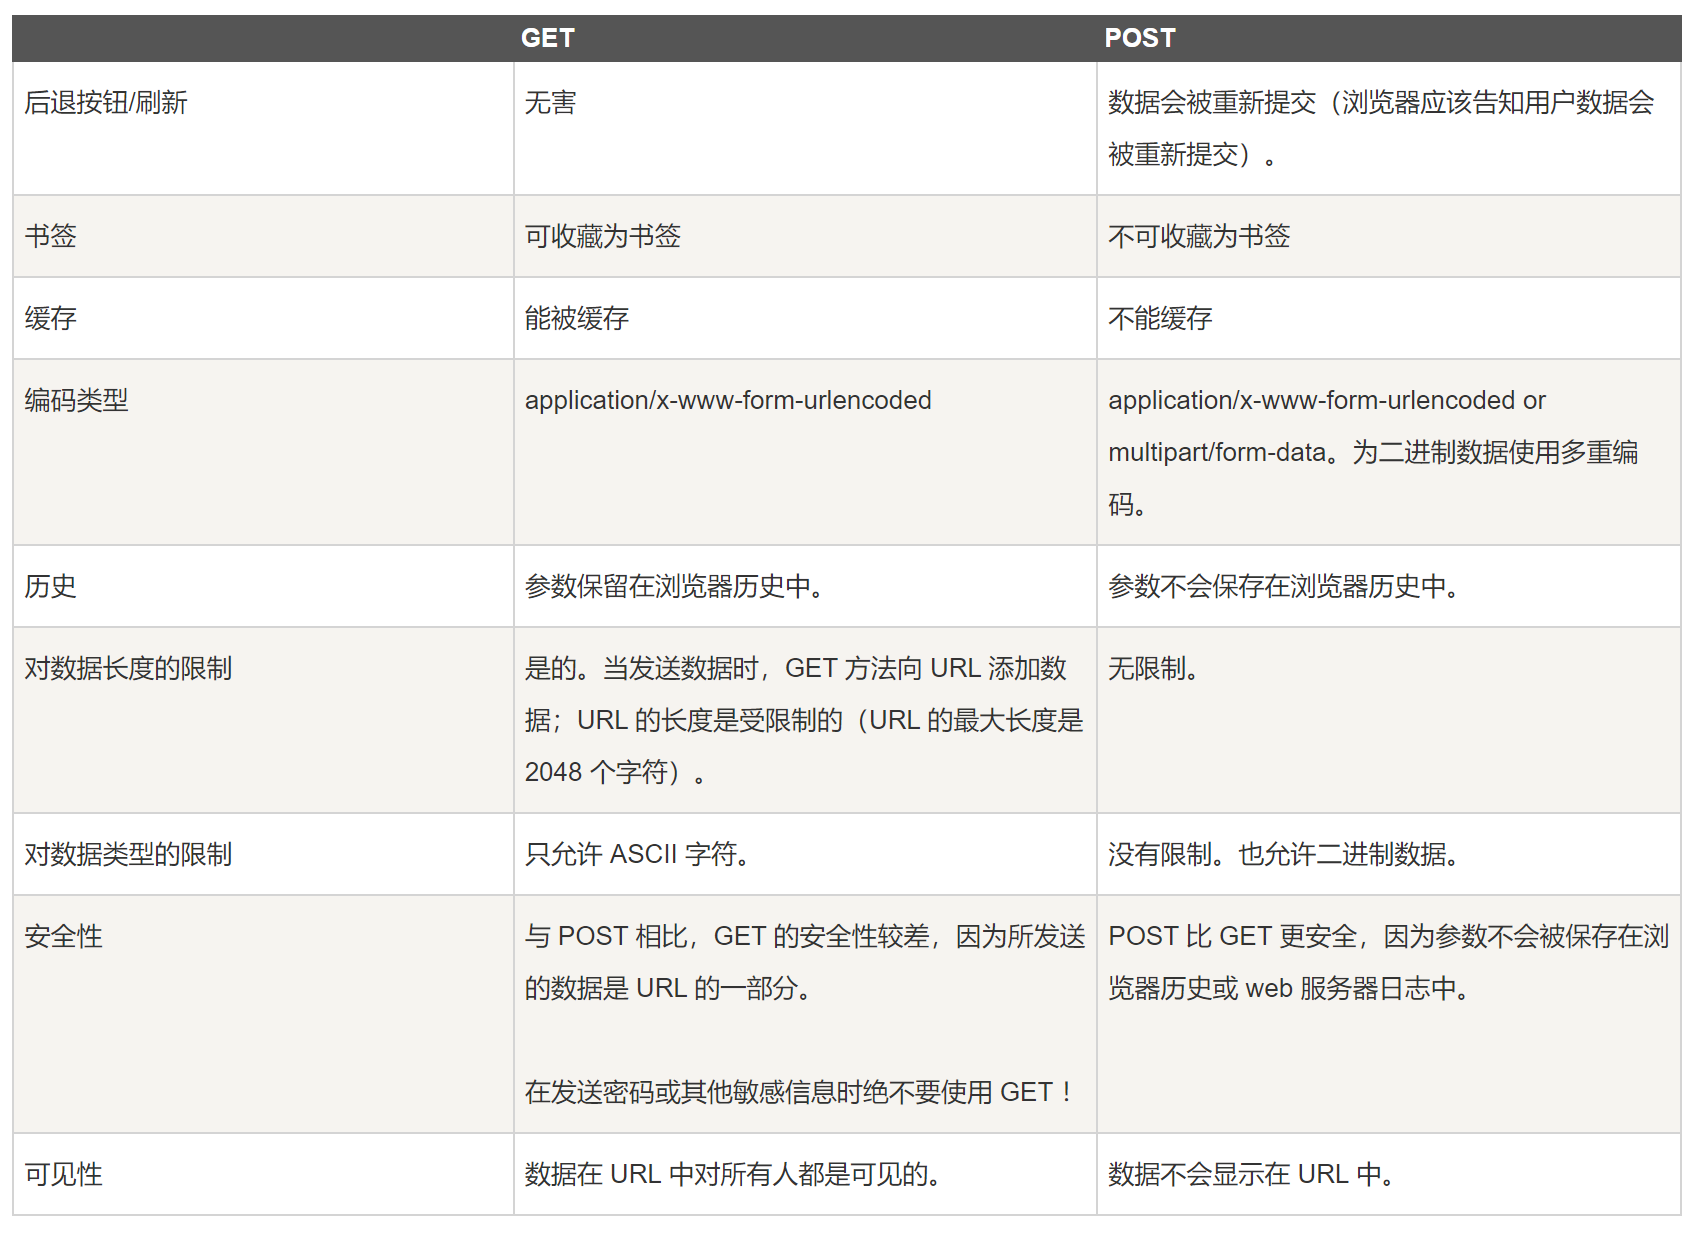 GET
POST
后退按钮/刷新
无害
数据会被重新提交（浏览器应该告知用户数据会
被重新提交）。
书签
可收藏为书签
不可收藏为书签
缓存
能被缓存
不能缓存
编码类型
application/x-www-form-urlencoded
application/x-www-form-urlencoded or
multipart/form-data。为二进制数据使用多重编
码。
历史
参数保留在浏览器历史中。
参数不会保存在浏览器历史中。
对数据长度的限制
是的。当发送数据时，GET 方法向 URL 添加数
据；URL 的长度是受限制的（URL 的最大长度是
2048 个字符）。
无限制。
对数据类型的限制
只允许 ASCII 字符。
没有限制。也允许二进制数据。
安全性
与 POST 相比，GET 的安全性较差，因为所发送
的数据是 URL 的一部分。
在发送密码或其他敏感信息时绝不要使用 GET！
POST 比 GET 更安全，因为参数不会被保存在浏
览器历史或 web 服务器日志中。
可见性
数据在 URL 中对所有人都是可见的。
数据不会显示在 URL 中。